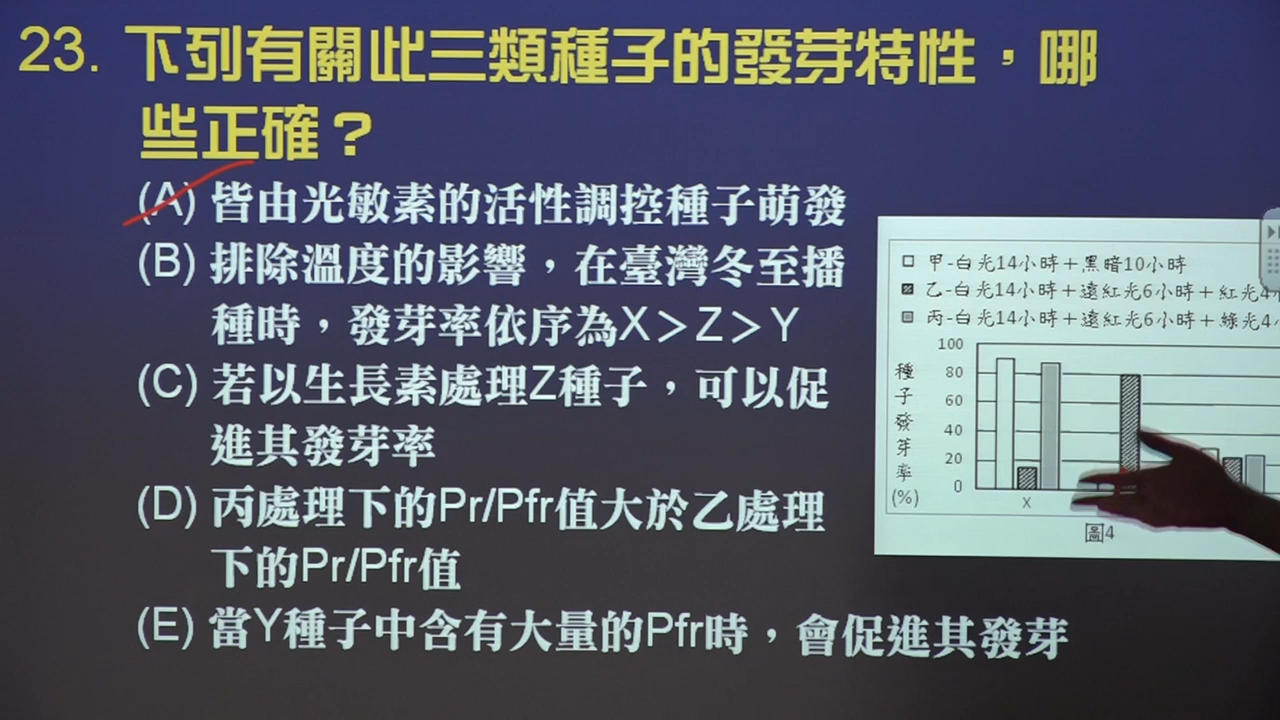 23. 下列有關此三類種子的發芽特性，哪
些正確？
(A) 皆由光敏素的活性調控種子萌發
(B) 排除溫度的影響，在臺灣冬至播
種時，發芽率依序為X＞Z＞Y
(C) 若以生長素處理Z種子，可以促
進其發芽率
(D) 丙處理下的Pr/Pfr值大於乙處理
下的Pr/Pfr值
(E) 當Y種子中含有大量的Pfr時，會促進其發芽
甲-白光14小時＋黑暗10小時
乙-白光14小時＋遠紅光6小時＋紅光4
丙-白光14小時＋遠紅光6小時＋綠光4
種子發芽率(%)
100
80
60
40
20
0
X
圖4